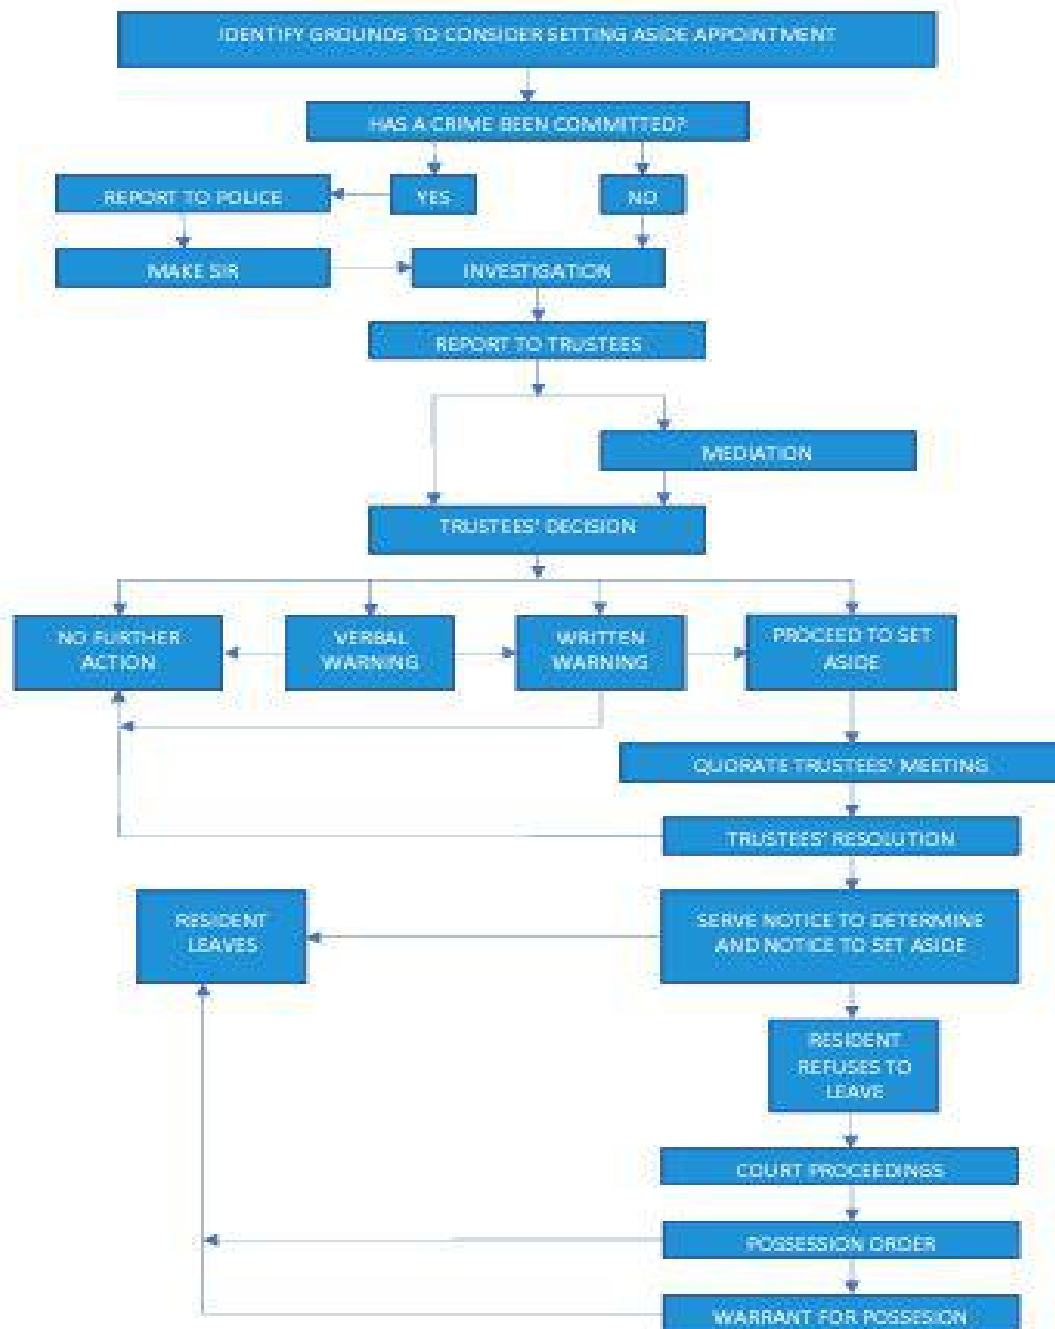 IDENTIFY GROUNDS TO CONSIDER SETTING ASIDE APPOINTMENT
HAS A CRIME BEEN COMMITTED?
REPORT TO POLICE
YES
NO
MAKE SIR
INVESTIGATION
REPORT TO TRUSTEES
MEDIATION
TRUSTEES' DECISION
NO FURTHER
ACTION
VERBAL
WARNING
WRITTEN
WARNING
PROCEED TO SET
ASIDE
QUORATE TRUSTEES' MEETING
TRUSTEES' RESOLUTION
RESIDENT
LEAVES
SERVE NOTICE TO DETERMINE
AND NOTICE TO SET ASIDE
RESIDENT
REFUSES TO
LEAVE
COURT PROCEEDINGS
POSSESSION ORDER
WARRANT FOR POSSESION